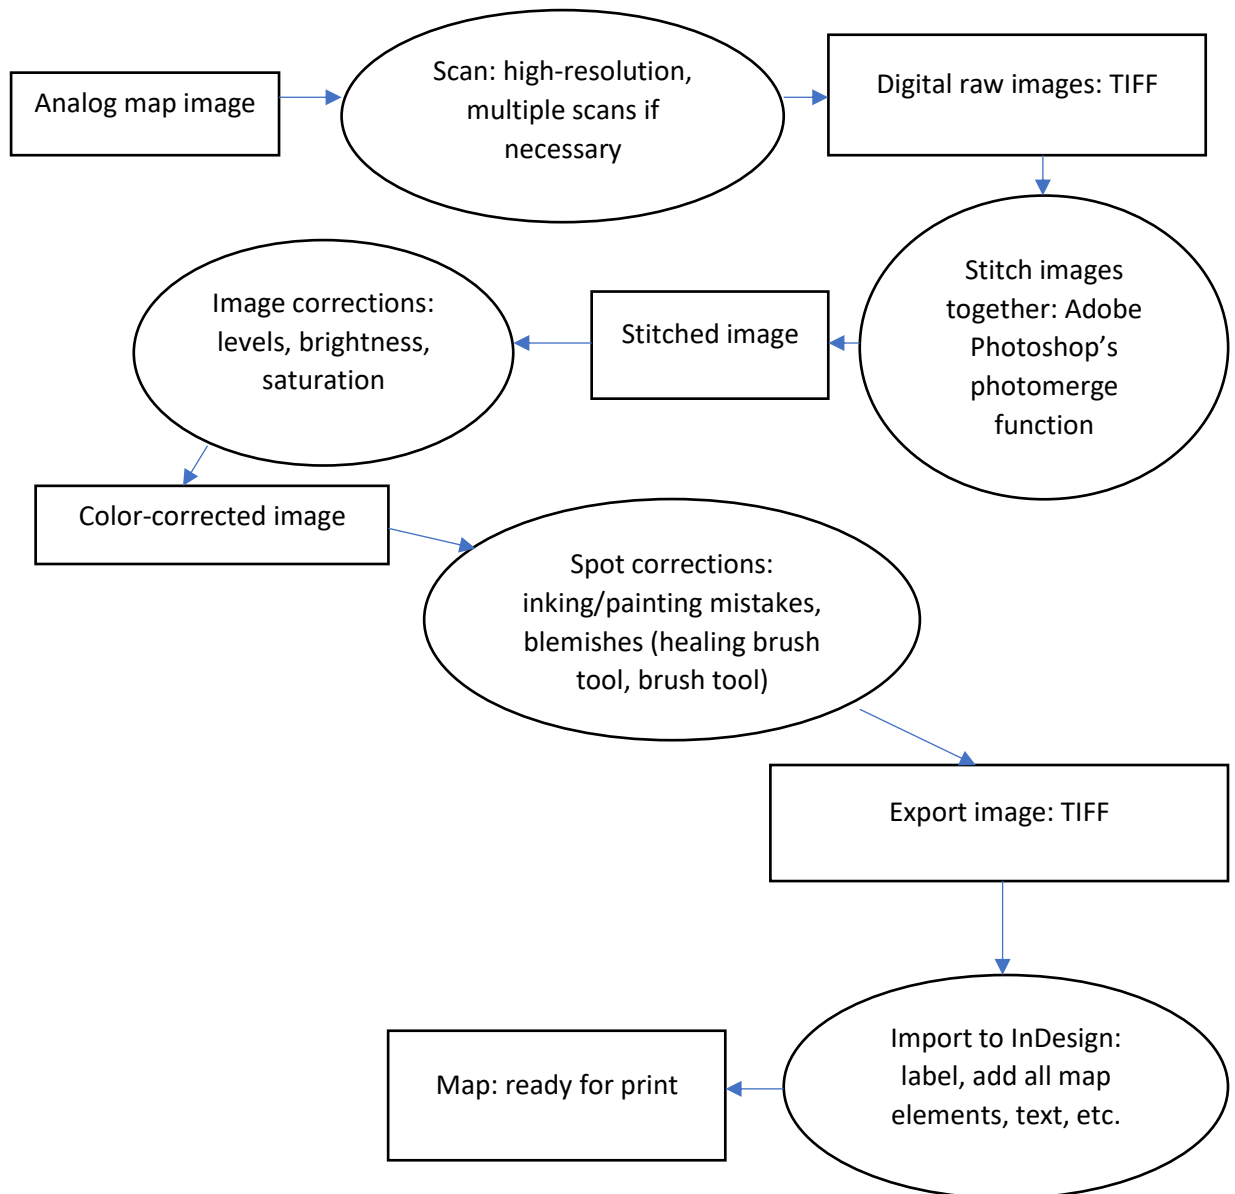 Analog map image
Scan: high-resolution,
multiple scans if
necessary
Digital raw images: TIFF
Stitch images
together: Adobe
Photoshop’s
photomerge
function
Stitched image
Image corrections:
levels, brightness,
saturation
Color-corrected image
Spot corrections:
inking/painting mistakes,
blemishes (healing brush
tool, brush tool)
Export image: TIFF
Import to InDesign:
label, add all map
elements, text, etc.
Map: ready for print